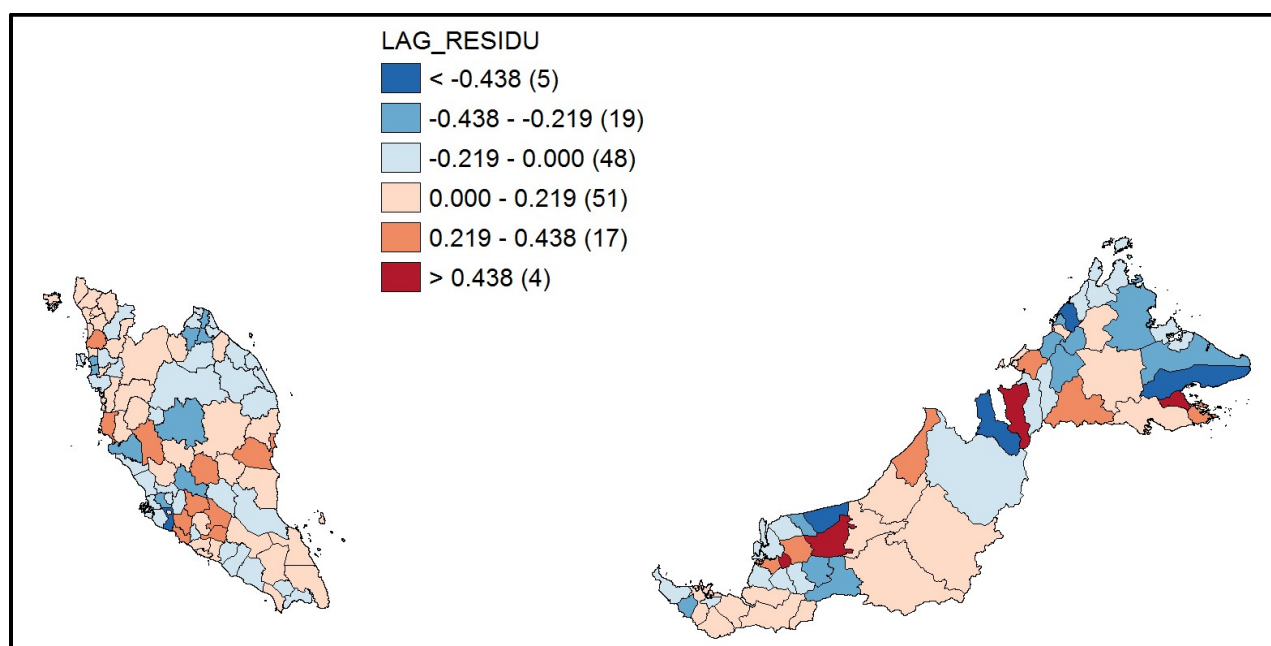 LAG_RESIDU
< -0.438 (5)
-0.438 - -0.219 (19)
-0.219 - 0.000 (48)
0.000 - 0.219 (51)
0.219 - 0.438 (17)
> 0.438 (4)